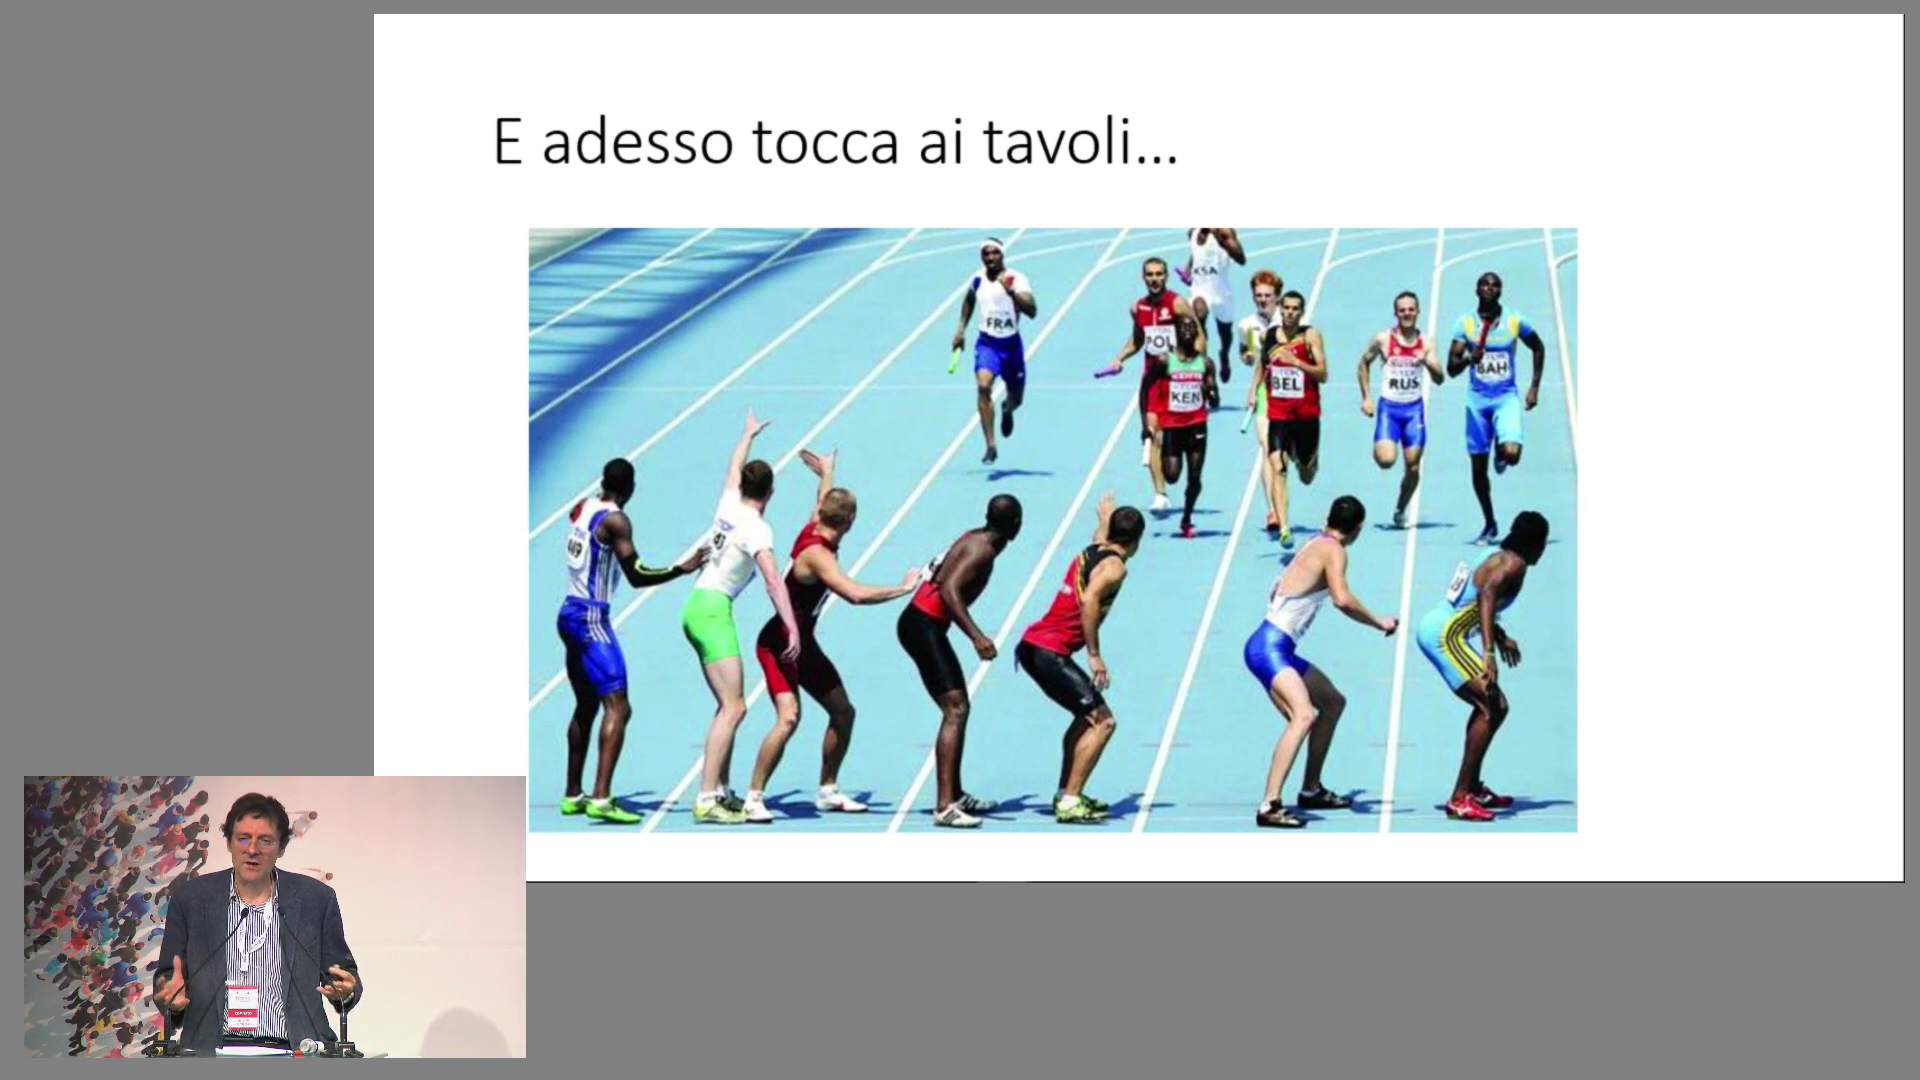 E adesso tocca ai tavoli...
KSA
FRA
POL
KEN
BEL
RUS
BAH